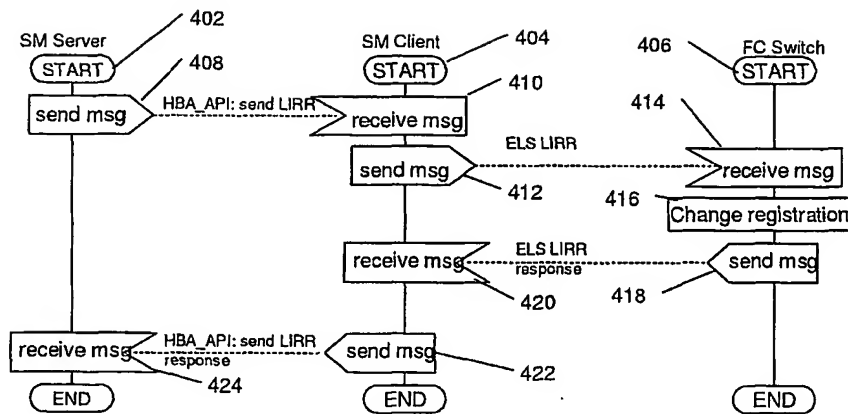 402
SM Server
START
408
SM Client
404
START
410
406
FC Switch
START
414
send msg
HBA_API: send LIRR
receive msg
send msg
412
ELS LIRR
receive msg
416
Change registration
receive msg
420
ELS LIRR
response
send msg
418
receive msg
424
HBA_API: send LIRR
response
send msg
422
END
END
END